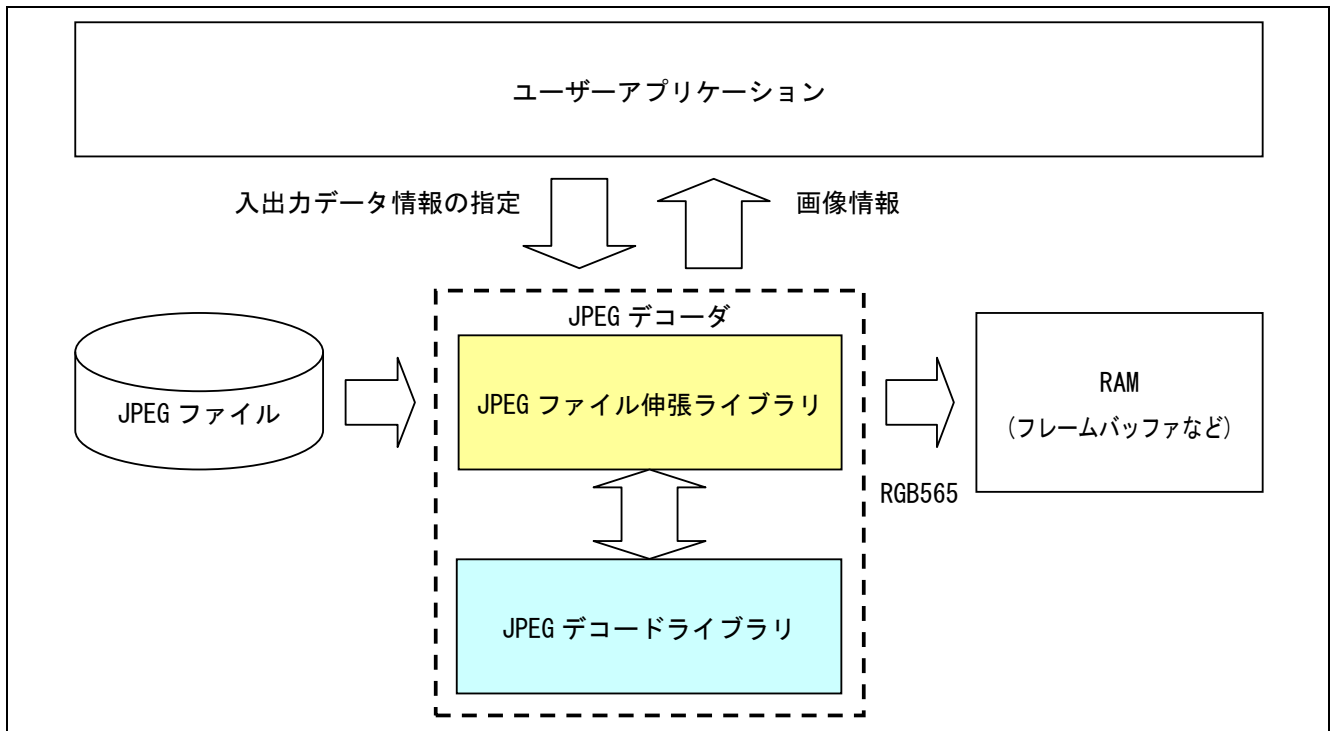 ユーザーアプリケーション
入出力データ情報の指定
画像情報
JPEG デコーダ
JPEG ファイル
JPEG ファイル伸張ライブラリ
RAM
(フレームバッファなど)
RGB565
JPEG デコードライブラリ